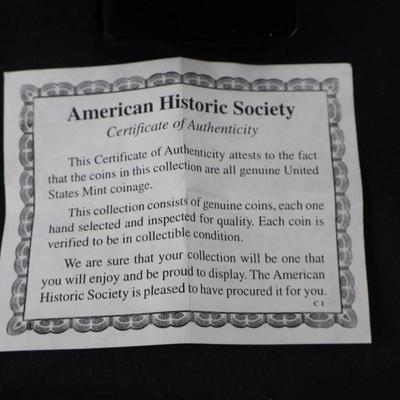 American Historic Society
Certificate of Authenticity
This Certificate of Authenticity attests to the fact
that the coins in this collection are all genuine United
States Mint coinage.
This collection consists of genuine coins, each one
hand selected and inspected for quality. Each coin is
verified to be in collectible condition.
We are sure that your collection will be one that
you will enjoy and be proud to display. The American
Historic Society is pleased to have procured it for you.
C1